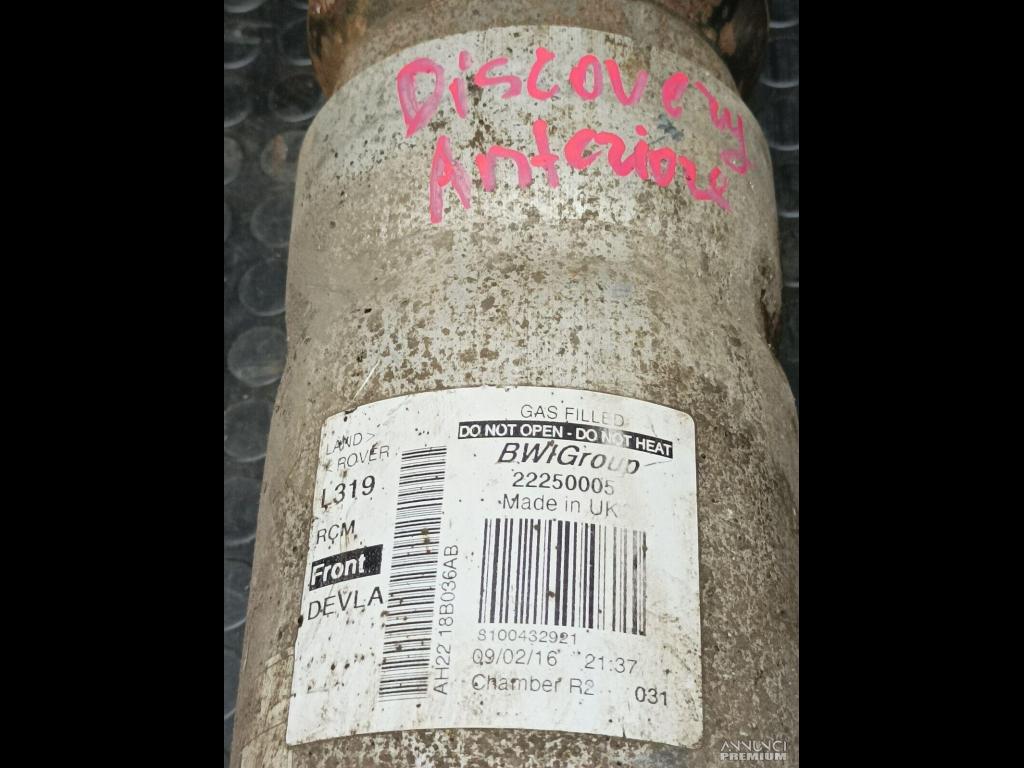 Discovery
Anteriore
GAS FILLED
DO NOT OPEN - DO NOT HEAT
BWIGroup
22250005
Made in UK
8100432921
09/02/16 21:37
Chamber R2 031
LAND >
< ROVER
L319
RCM
Front
DEVLA
AH22 18B036AB
ANNUNCI
PREMIUM